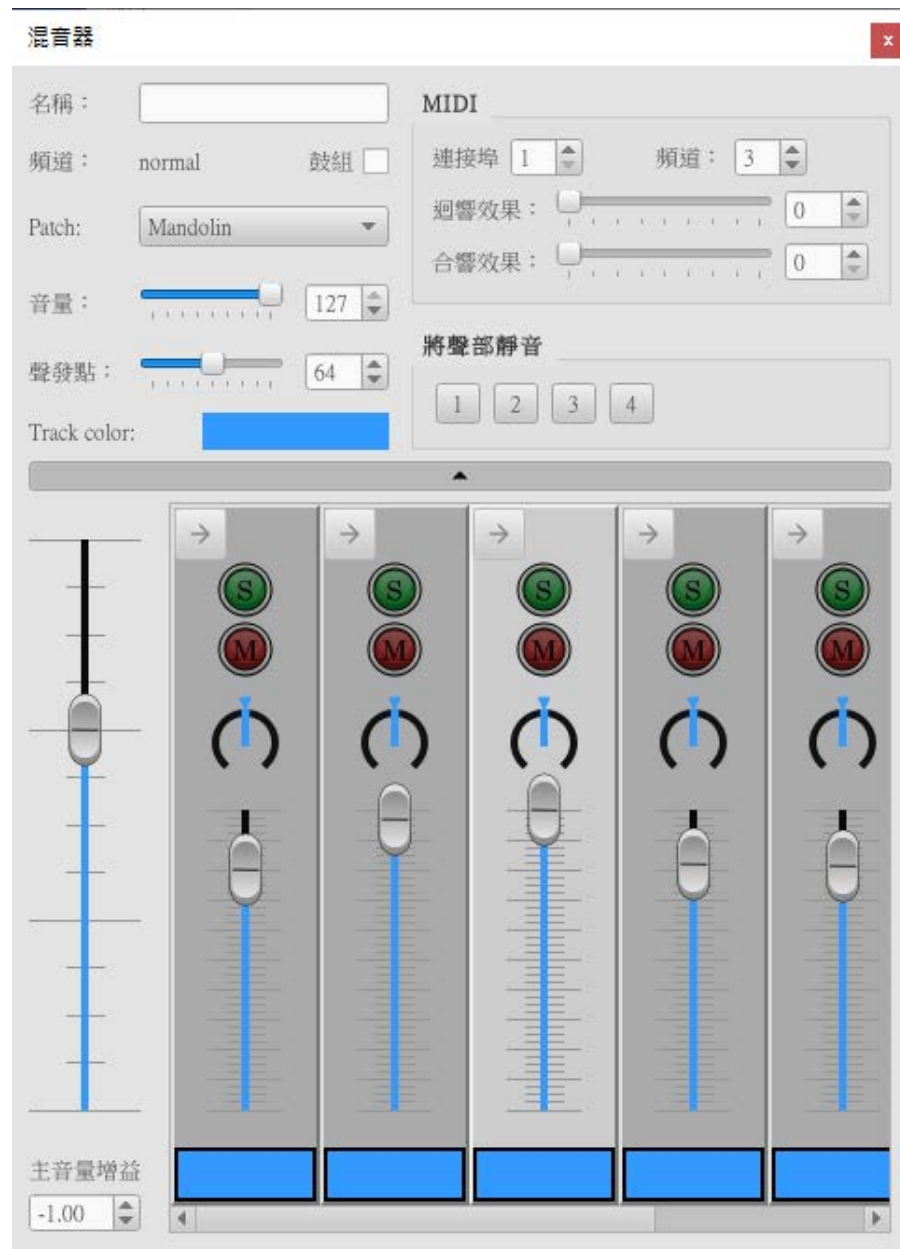 混音器
x
名稱：
頻道： normal 鼓組
Patch: Mandolin
音量： 127
聲發點： 64
Track color:
MIDI
連接埠 1 頻道： 3
迴響效果： 0
合響效果： 0
將聲部靜音
1 2 3 4
S S S S S
M M M M M
主音量增益
-1.00